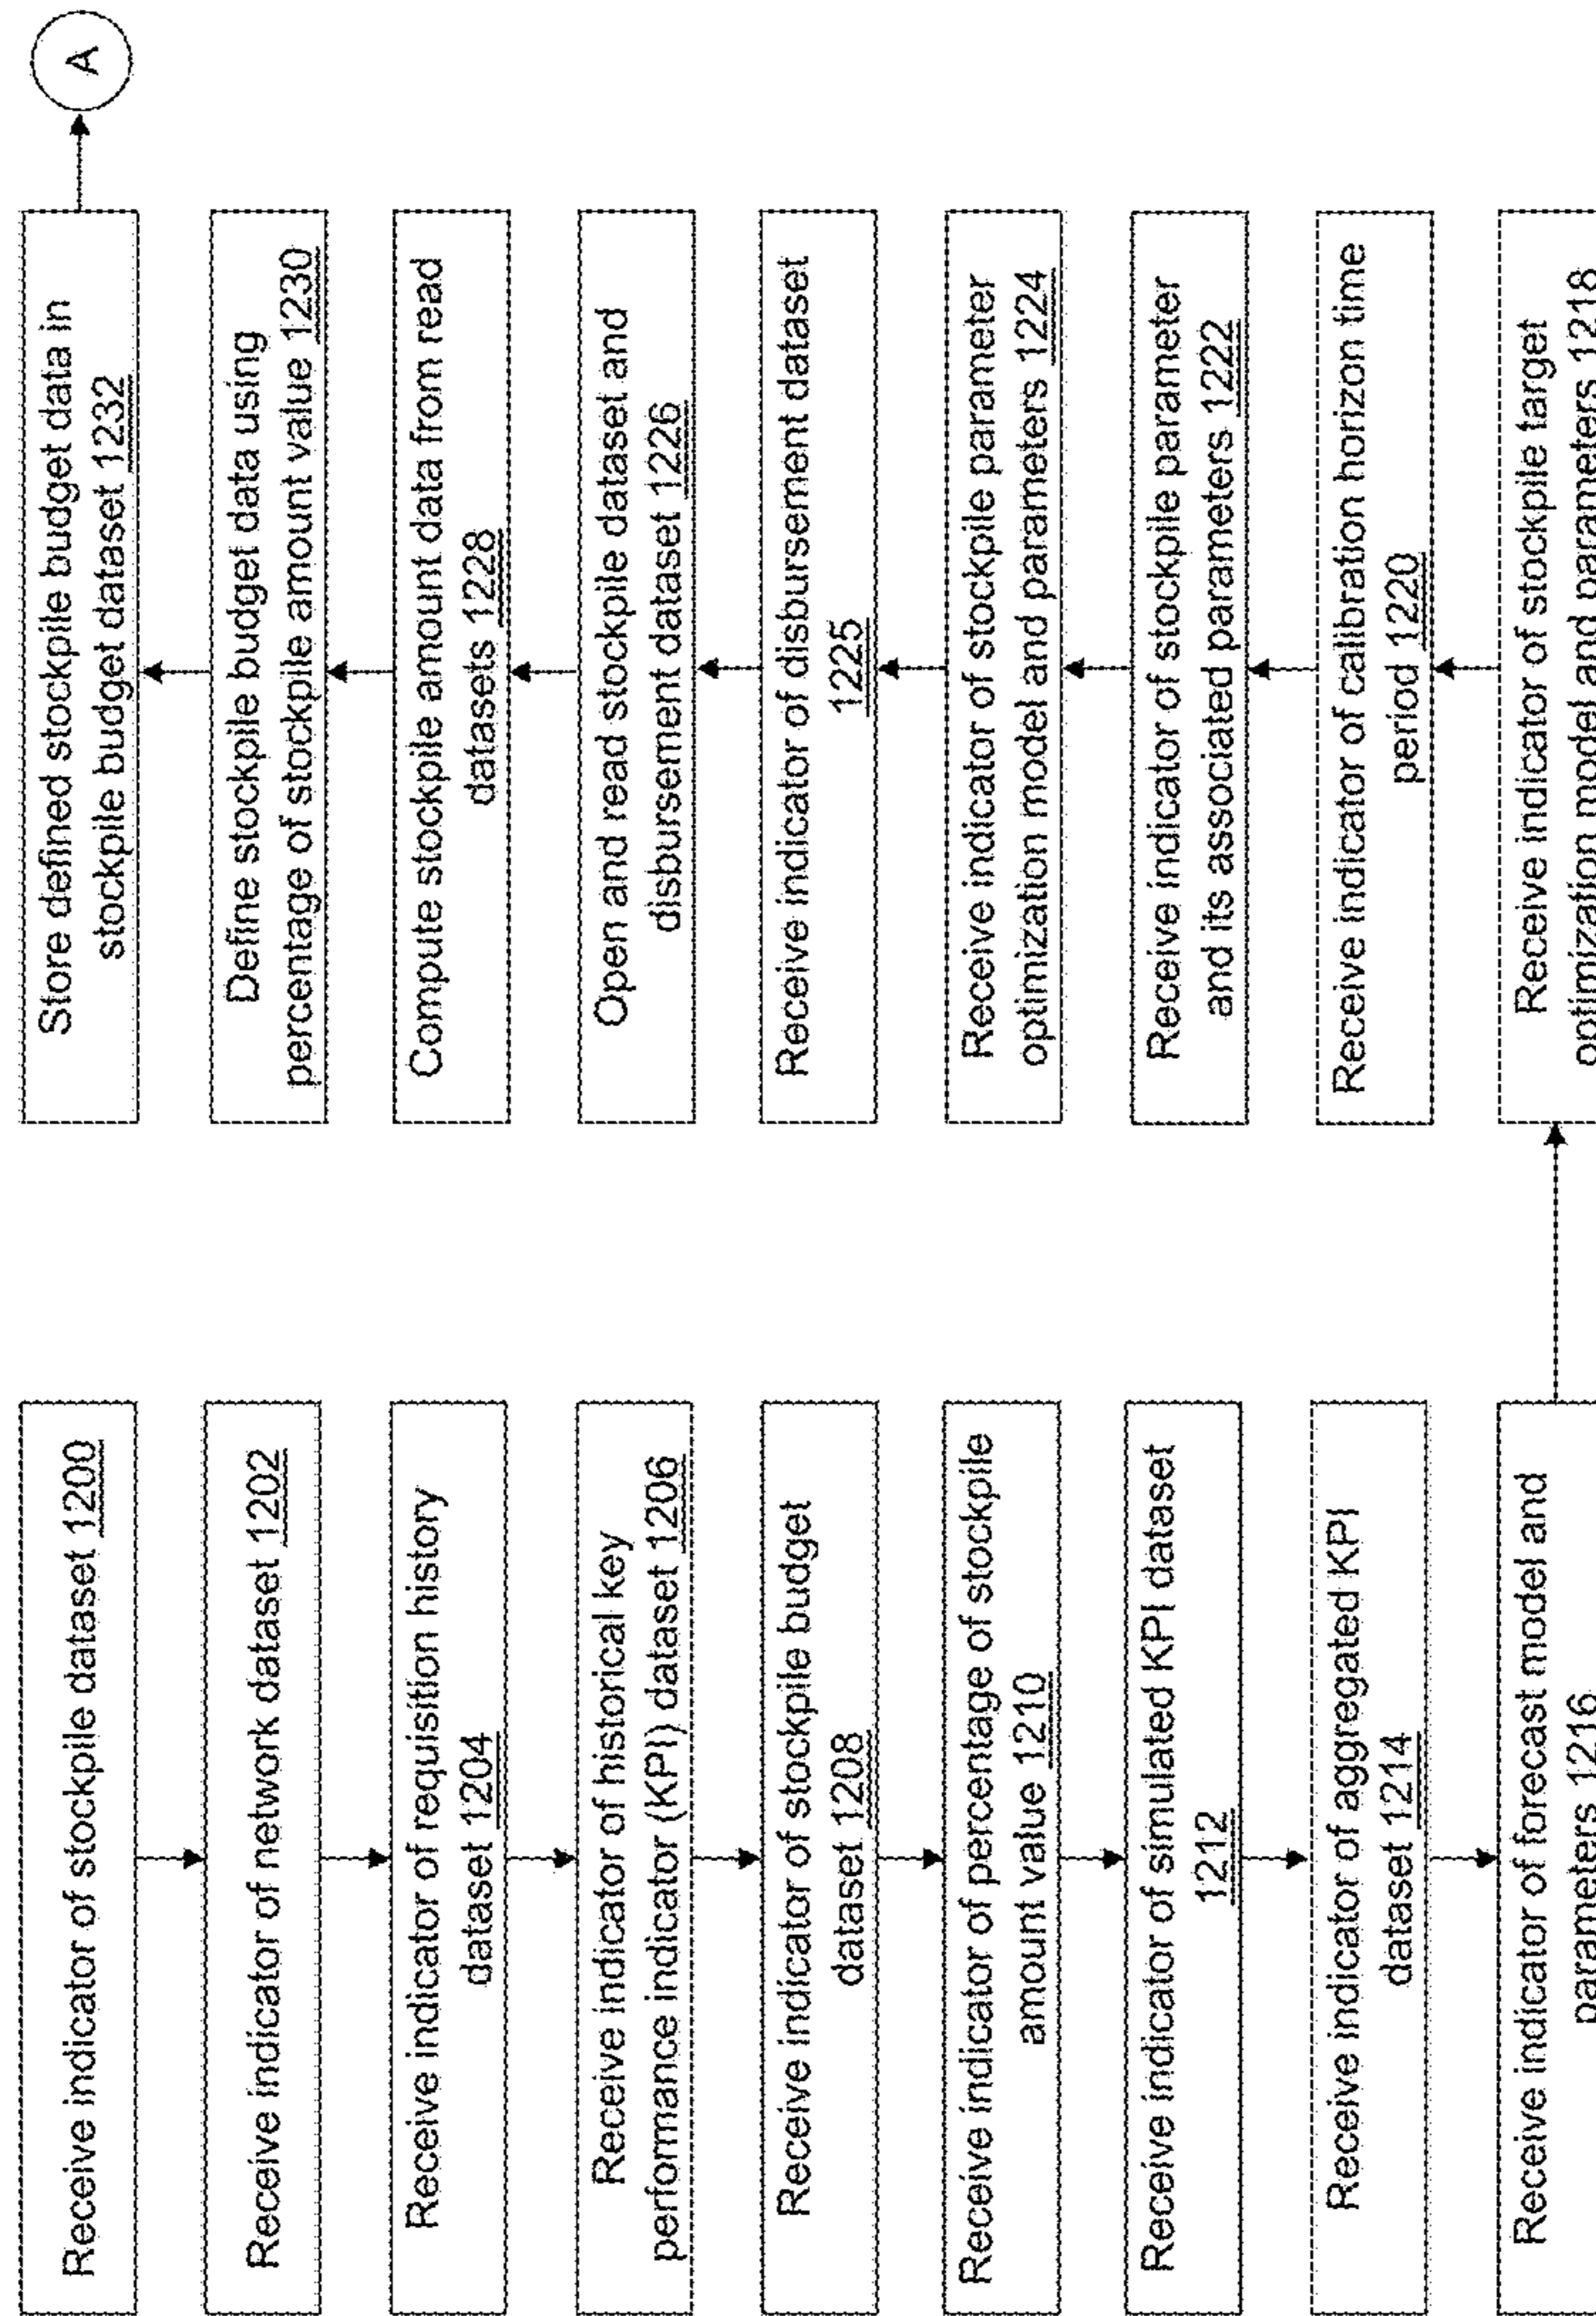 Receive indicator of stockpile dataset 1200
Receive indicator of network dataset 1202
Receive indicator of requisition history
dataset 1204
Receive indicator of historical key
performance indicator (KPI) dataset 1206
Receive indicator of stockpile budget
dataset 1208
Receive indicator of percentage of stockpile
amount value 1210
Receive indicator of simulated KPI dataset
1212
Receive indicator of aggregated KPI
dataset 1214
Receive indicator of forecast model and
parameters 1216
Receive indicator of stockpile target
optimization model and parameters 1218
Receive indicator of calibration horizon time
period 1220
Receive indicator of stockpile parameter
and its associated parameters 1222
Receive indicator of stockpile parameter
optimization model and parameters 1224
Receive indicator of disbursement dataset
1225
Open and read stockpile dataset and
disbursement dataset 1226
Compute stockpile amount data from read
datasets 1228
Define stockpile budget data using
percentage of stockpile amount value 1230
Store defined stockpile budget data in
stockpile budget dataset 1232
A